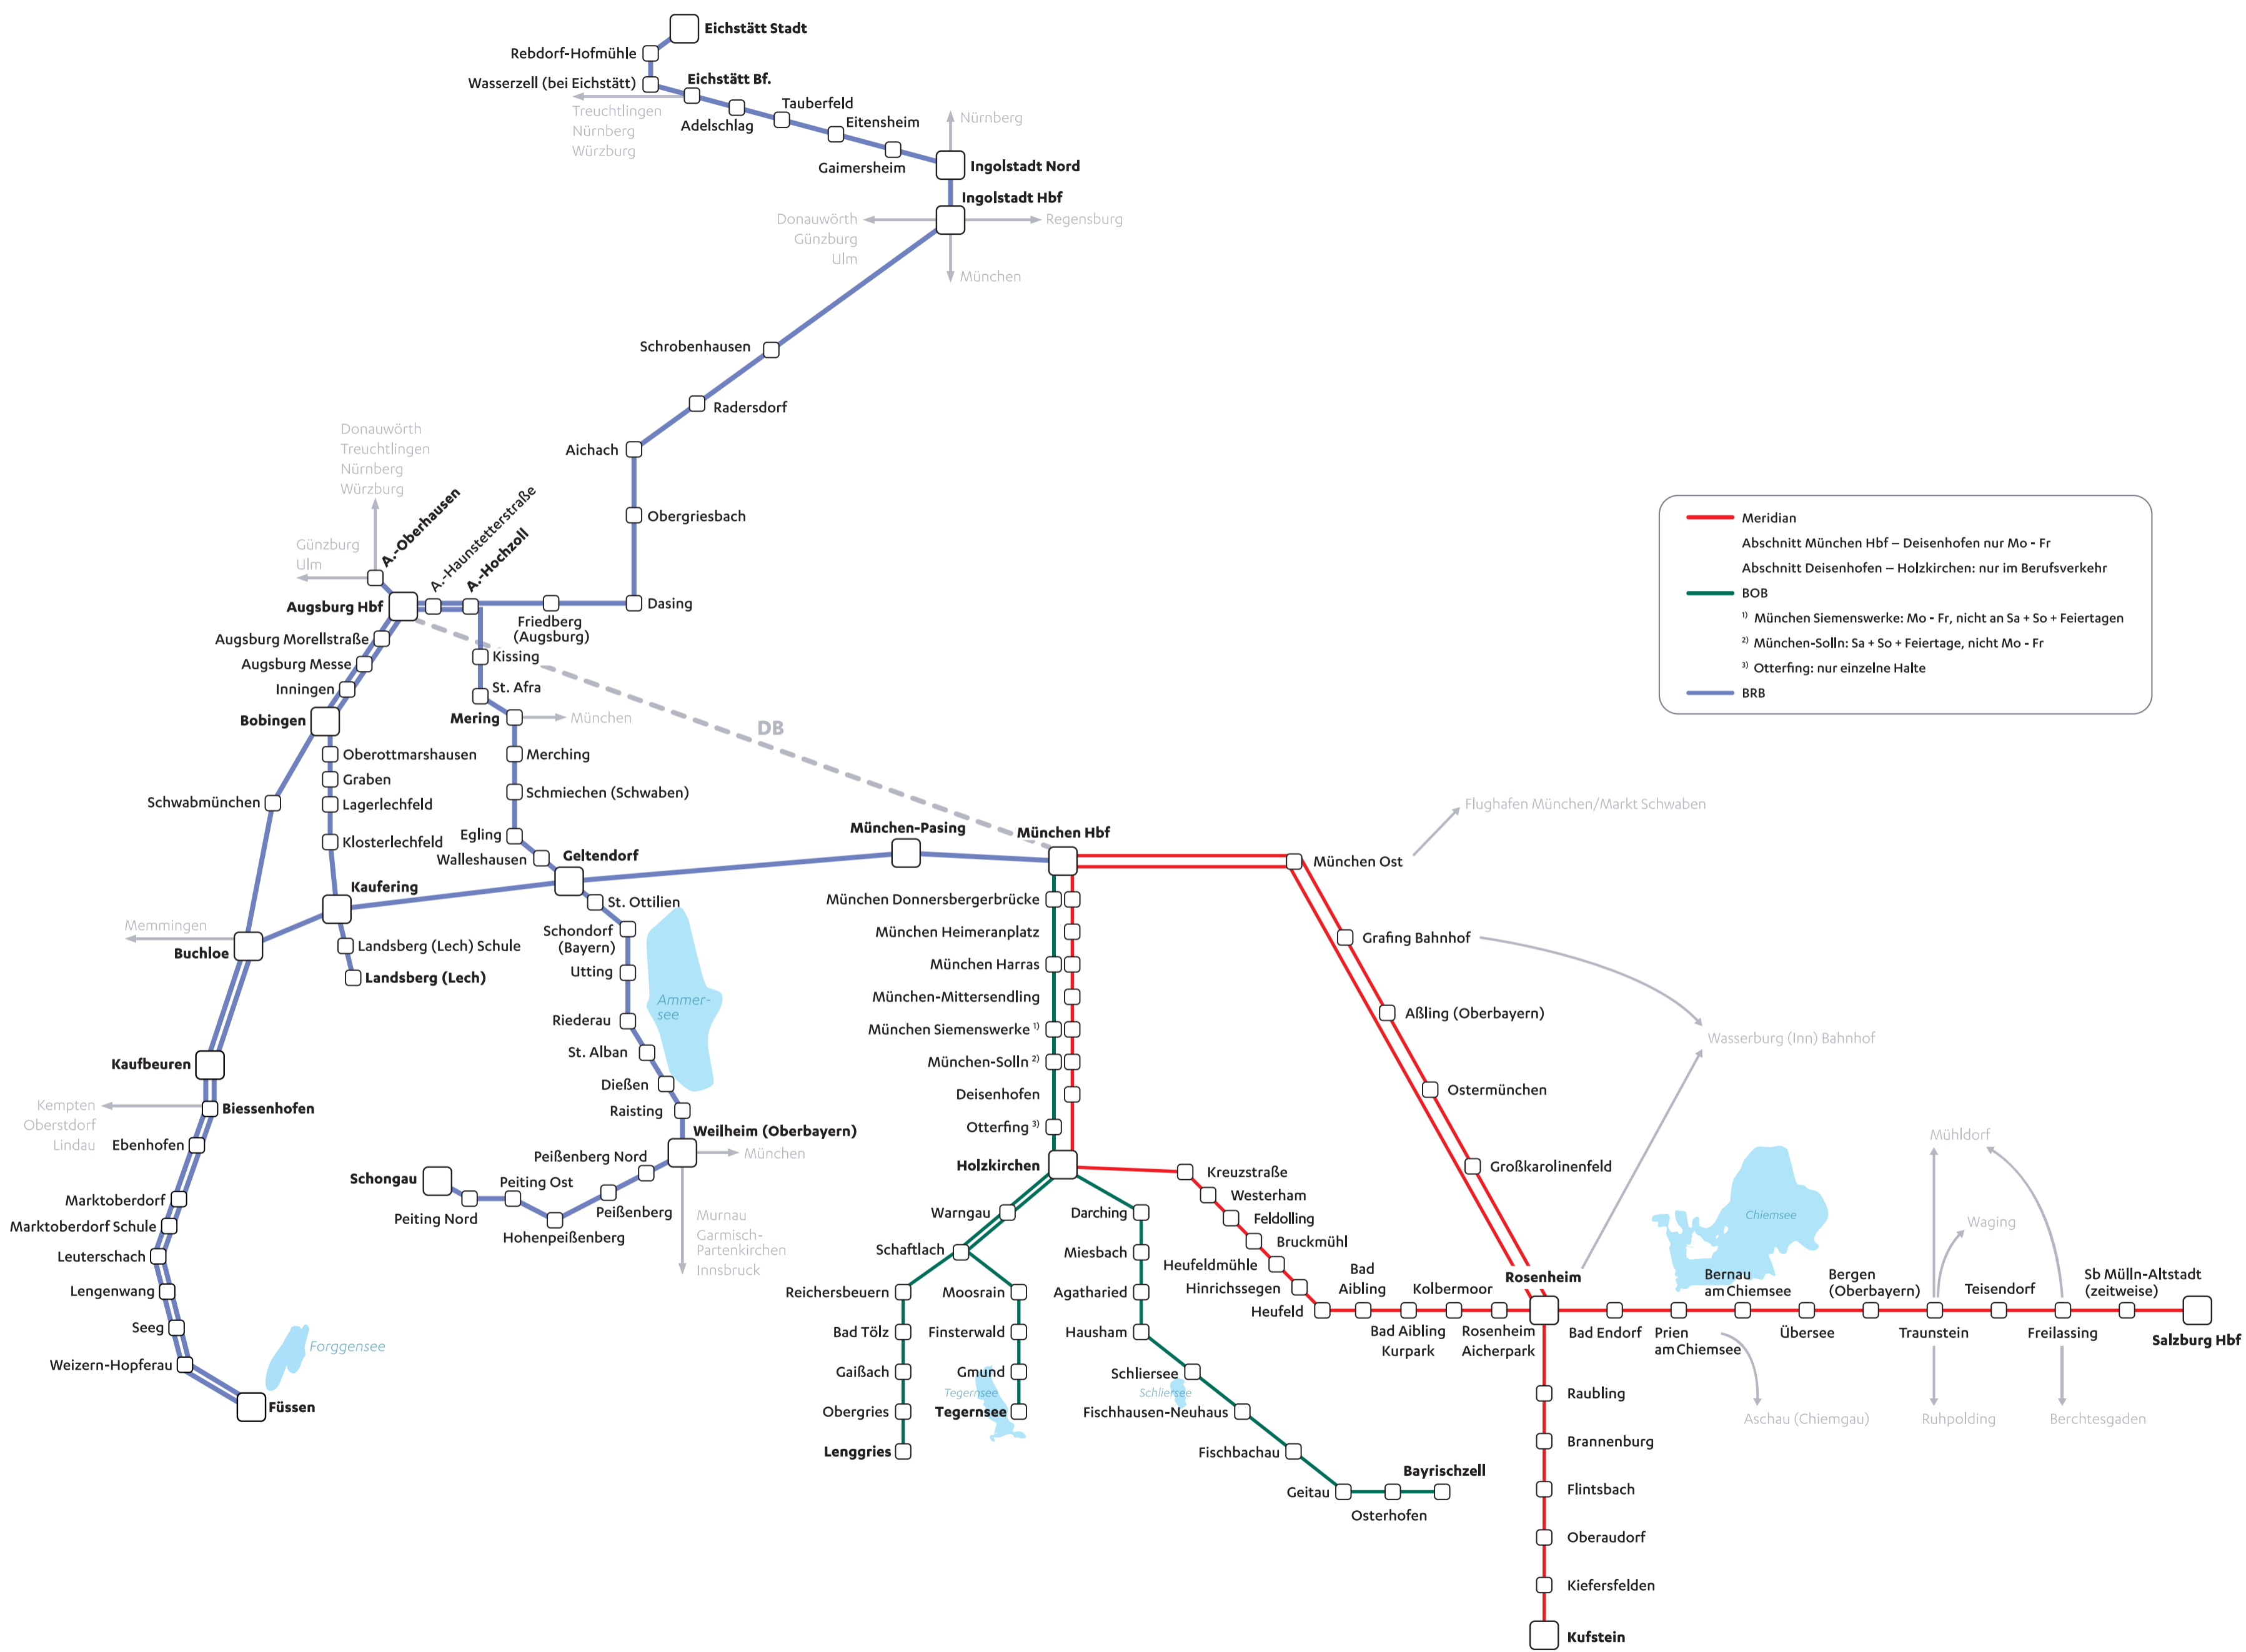 Eichstätt Stadt
Rebdorf-Hofmühle
Wasserzell (bei Eichstätt)
Eichstätt Bf.
Treuchtlingen
Nürnberg
Würzburg
Adelschlag
Tauberfeld
Eitensheim
Gaimersheim
Nürnberg
Ingolstadt Nord
Ingolstadt Hbf
Donauwörth
Günzburg
Ulm
Regensburg
München
Schrobenhausen
Radersdorf
Aichach
Obergriesbach
Dasing
Friedberg
(Augsburg)
Donauwörth
Treuchtlingen
Nürnberg
Würzburg
Günzburg
Ulm
A.-Oberhausen
A.-Haunstetterstraße
A.-Hochzoll
Augsburg Hbf
Augsburg Morellstraße
Augsburg Messe
Inningen
Bobingen
Oberottmarshausen
Graben
Lagerlechfeld
Klosterlechfeld
Schwabmünchen
Kaufering
Landsberg (Lech) Schule
Landsberg (Lech)
Memmingen
Buchloe
Kaufbeuren
Biessenhofen
Kempten
Oberstdorf
Lindau
Ebenhofen
Marktoberdorf
Marktoberdorf Schule
Leuterschach
Lengenwang
Seeg
Weizern-Hopferau
Füssen
Forggensee
Kissing
St. Afra
Mering
München
Merching
Schmiechen (Schwaben)
Egling
Walleshausen
Geltendorf
St. Ottilien
Schondorf
(Bayern)
Utting
Riederau
St. Alban
Dießen
Raisting
Ammer-
see
Weilheim (Oberbayern)
München
Murnau
Garmisch-
Partenkirchen
Innsbruck
Peißenberg Nord
Peißenberg
Hohenpeißenberg
Peiting Ost
Peiting Nord
Schongau
DB
München-Pasing
München Hbf
München Donnersbergerbrücke
München Heimeranplatz
München Harras
München-Mittersendling
München Siemenswerke 1)
München-Solln 2)
Deisenhofen
Otterfing 3)
Holzkirchen
Warngau
Schaftlach
Reichersbeuern
Bad Tölz
Gaißach
Obergries
Lenggries
Moosrain
Finsterwald
Gmund
Tegernsee
Tegernsee
Darching
Miesbach
Agatharied
Hausham
Schliersee
Schliersee
Fischhausen-Neuhaus
Fischbachau
Geitau
Osterhofen
Bayrischzell
Kreuzstraße
Westerham
Feldolling
Bruckmühl
Heufeldmühle
Hinrichssegen
Heufeld
Bad
Aibling
Bad Aibling
Kurpark
Kolbermoor
Rosenheim
Aicherpark
Rosenheim
München Ost
Flughafen München/Markt Schwaben
Grafing Bahnhof
Wasserburg (Inn) Bahnhof
Aßling (Oberbayern)
Ostermünchen
Großkarolinenfeld
Bad Endorf
Prien
am Chiemsee
Aschau (Chiemgau)
Chiemsee
Bernau
am Chiemsee
Übersee
Bergen
(Oberbayern)
Traunstein
Mühldorf
Waging
Ruhpolding
Teisendorf
Freilassing
Berchtesgaden
Sb Mülln-Altstadt
(zeitweise)
Salzburg Hbf
Raubling
Brannenburg
Flintsbach
Oberaudorf
Kiefersfelden
Kufstein
Meridian
Abschnitt München Hbf – Deisenhofen nur Mo - Fr
Abschnitt Deisenhofen – Holzkirchen: nur im Berufsverkehr
BOB
1) München Siemenswerke: Mo - Fr, nicht an Sa + So + Feiertagen
2) München-Solln: Sa + So + Feiertage, nicht Mo - Fr
3) Otterfing: nur einzelne Halte
BRB